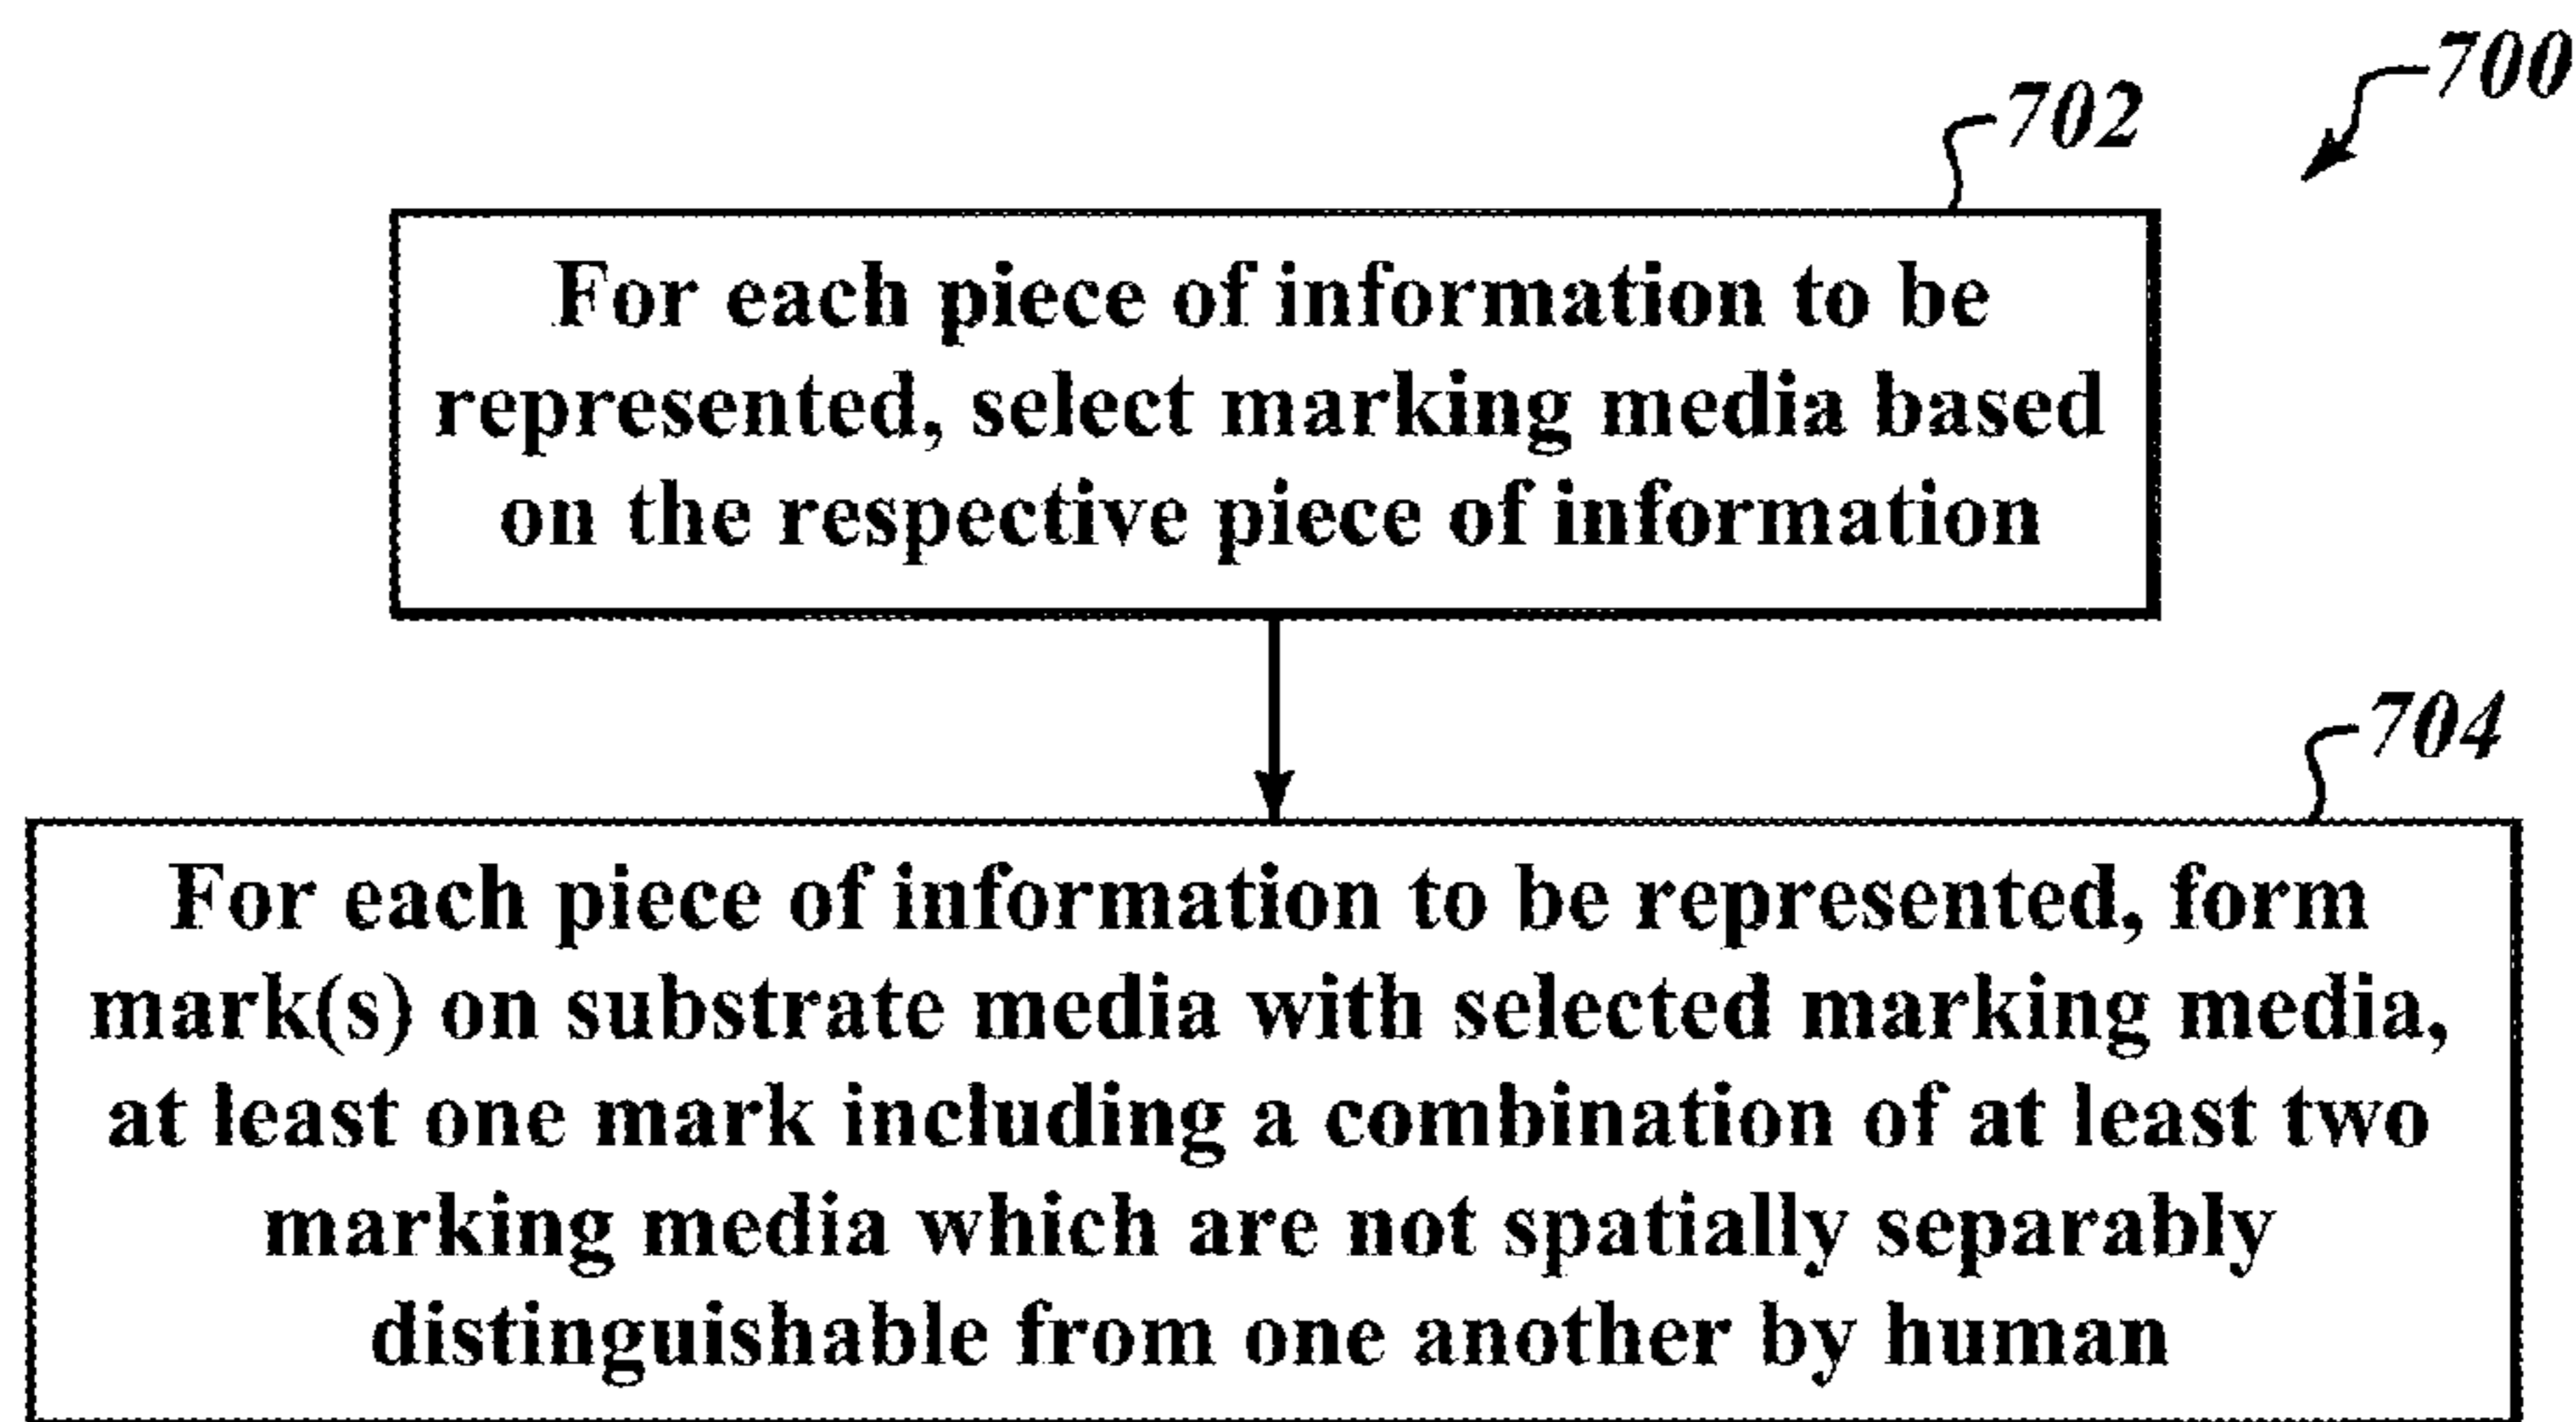 700
702
For each piece of information to be
represented, select marking media based
on the respective piece of information
704
For each piece of information to be represented, form
mark(s) on substrate media with selected marking media,
at least one mark including a combination of at least two
marking media which are not spatially separably
distinguishable from one another by human